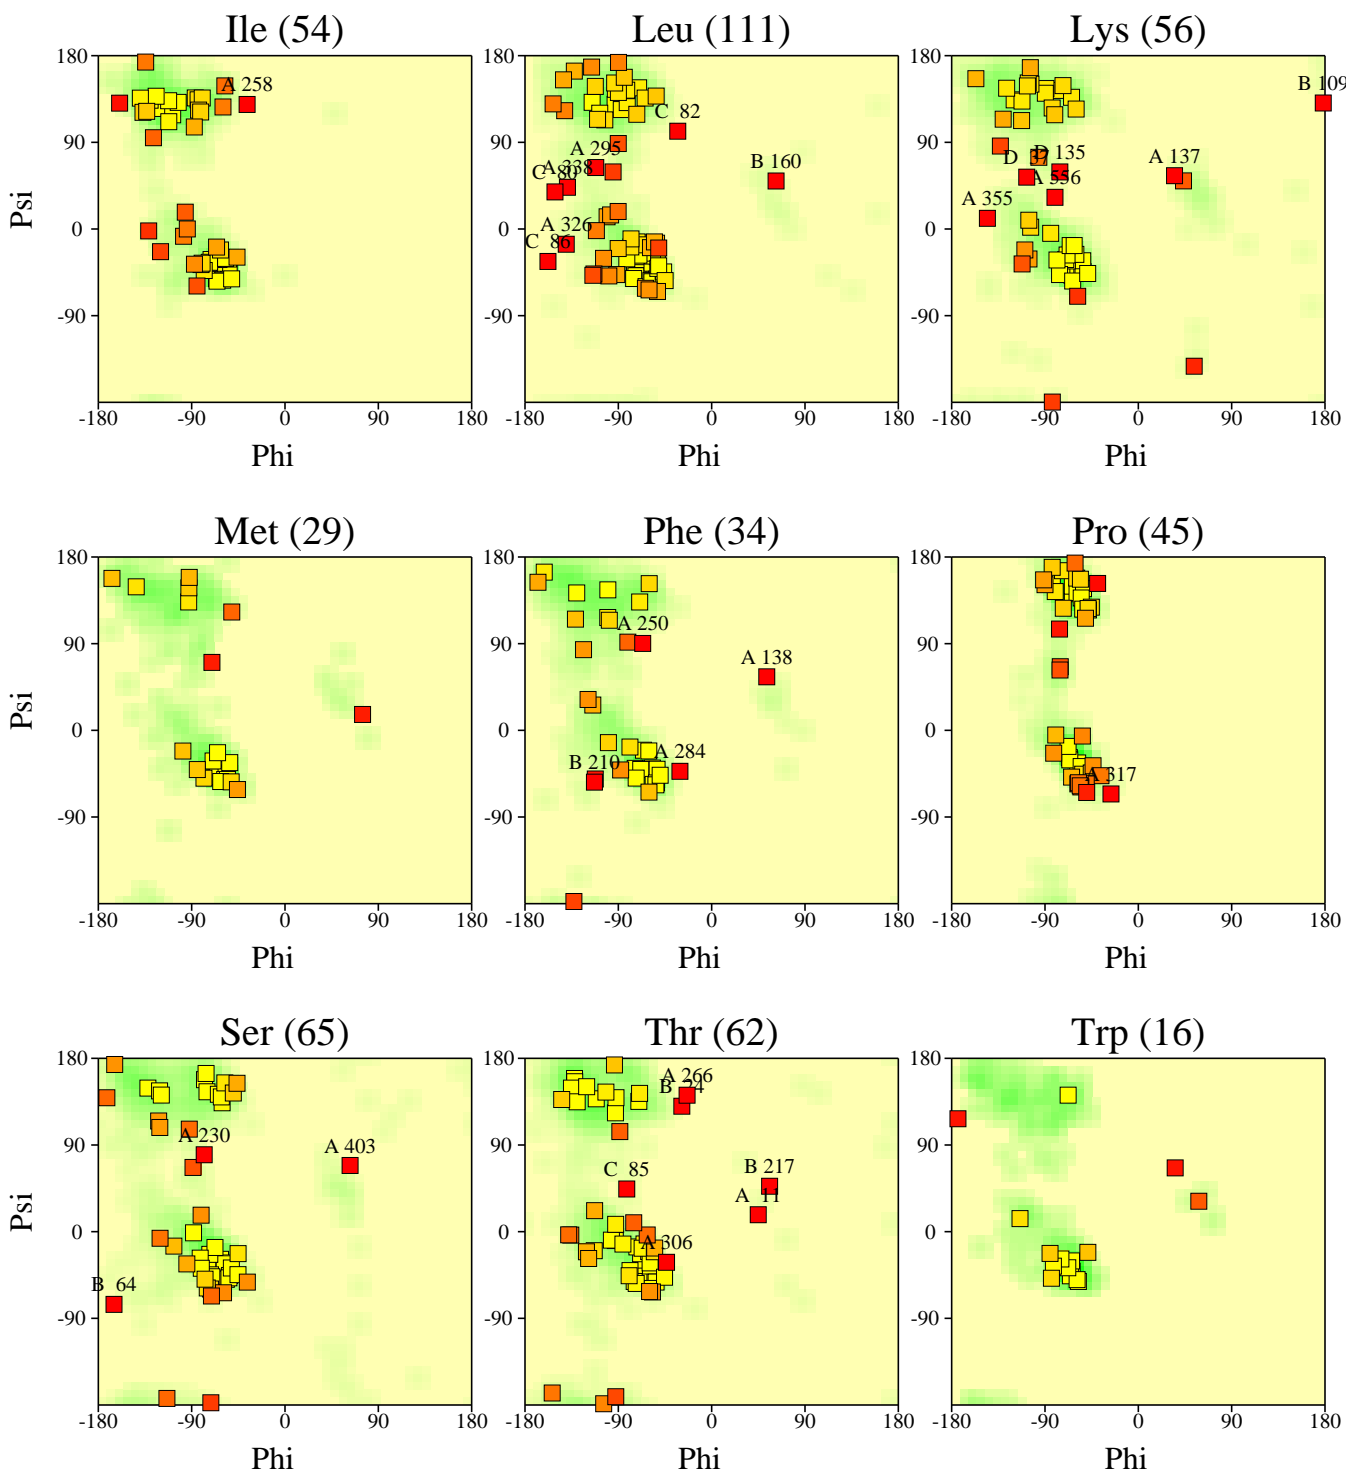 Ile (54)
Leu (111)
Lys (56)
180
90
0
-90
-180
-180 0 90 180
Psi
Phi
A 258
180
90
0
-90
-180 -90 0 90 180
Phi
C 82
A 295
A 338
C 80
B 160
A 326
C 86
180
90
0
-90
-180 -90 0 90 180
Phi
B 109
D 37
D 135
A 137
A 556
A 355
Met (29)
Phe (34)
Pro (45)
180
90
0
-90
-180 -90 0 90 180
Psi
Phi
180
90
0
-90
-180 -90 0 90 180
Phi
A 250
A 138
A 284
B 210
180
90
0
-90
-180 -90 0 90 180
Phi
A 317
Ser (65)
Thr (62)
Trp (16)
180
90
0
-90
-180 -90 0 90 180
Psi
Phi
A 230
A 403
B 64
180
90
0
-90
-180 -90 0 90 180
Phi
A 266
C 85
B 217
A 11
A 306
180
90
0
-90
-180 -90 0 90 180
Phi